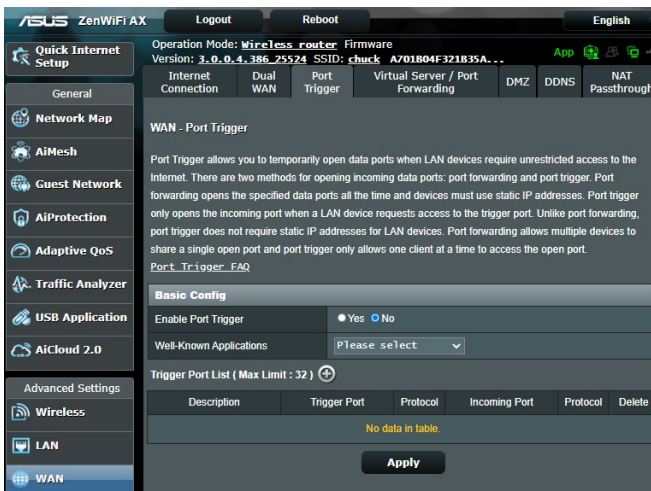 ASUS ZenWiFi AX Logout Reboot English
Quick Internet Setup
General
Network Map
AiMesh
Guest Network
AiProtection
Adaptive QoS
Traffic Analyzer
USB Application
AiCloud 2.0
Advanced Settings
Wireless
LAN
WAN
Operation Mode: Wireless router Firmware
Version: 3.0.0.4.386_25524 SSID: chuck A701B04F321B35A...
App
Internet Connection
Dual WAN
Port Trigger
Virtual Server / Port Forwarding
DMZ
DDNS
NAT Passthrough
WAN - Port Trigger
Port Trigger allows you to temporarily open data ports when LAN devices require unrestricted access to the
Internet. There are two methods for opening incoming data ports: port forwarding and port trigger. Port
forwarding opens the specified data ports all the time and devices must use static IP addresses. Port trigger
only opens the incoming port when a LAN device requests access to the trigger port. Unlike port forwarding,
port trigger does not require static IP addresses for LAN devices. Port forwarding allows multiple devices to
share a single open port and port trigger only allows one client at a time to access the open port.
Port Trigger FAQ
Basic Config
Enable Port Trigger Yes No
Well-Known Applications Please select
Trigger Port List ( Max Limit : 32 )
Description Trigger Port Protocol Incoming Port Protocol Delete
No data in table.
Apply